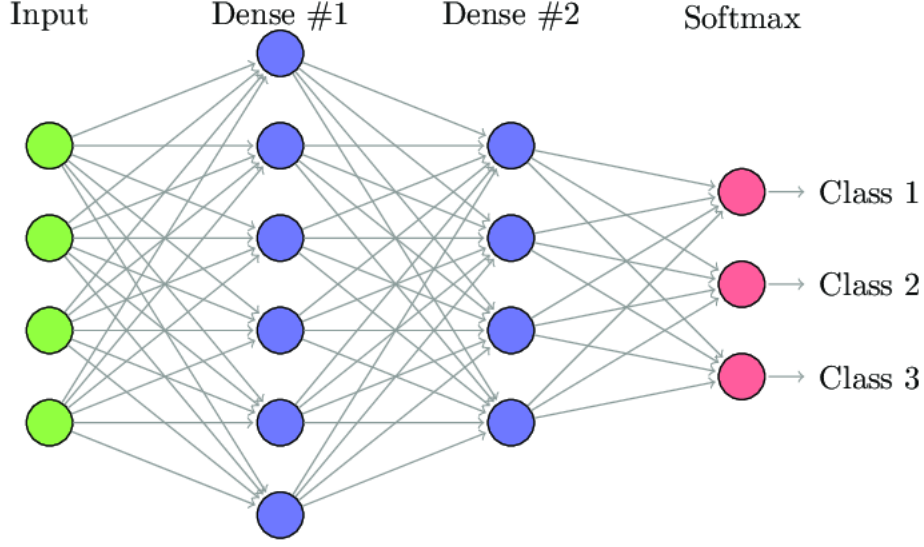 Input
Dense #1
Dense #2
Softmax
Class 1
Class 2
Class 3